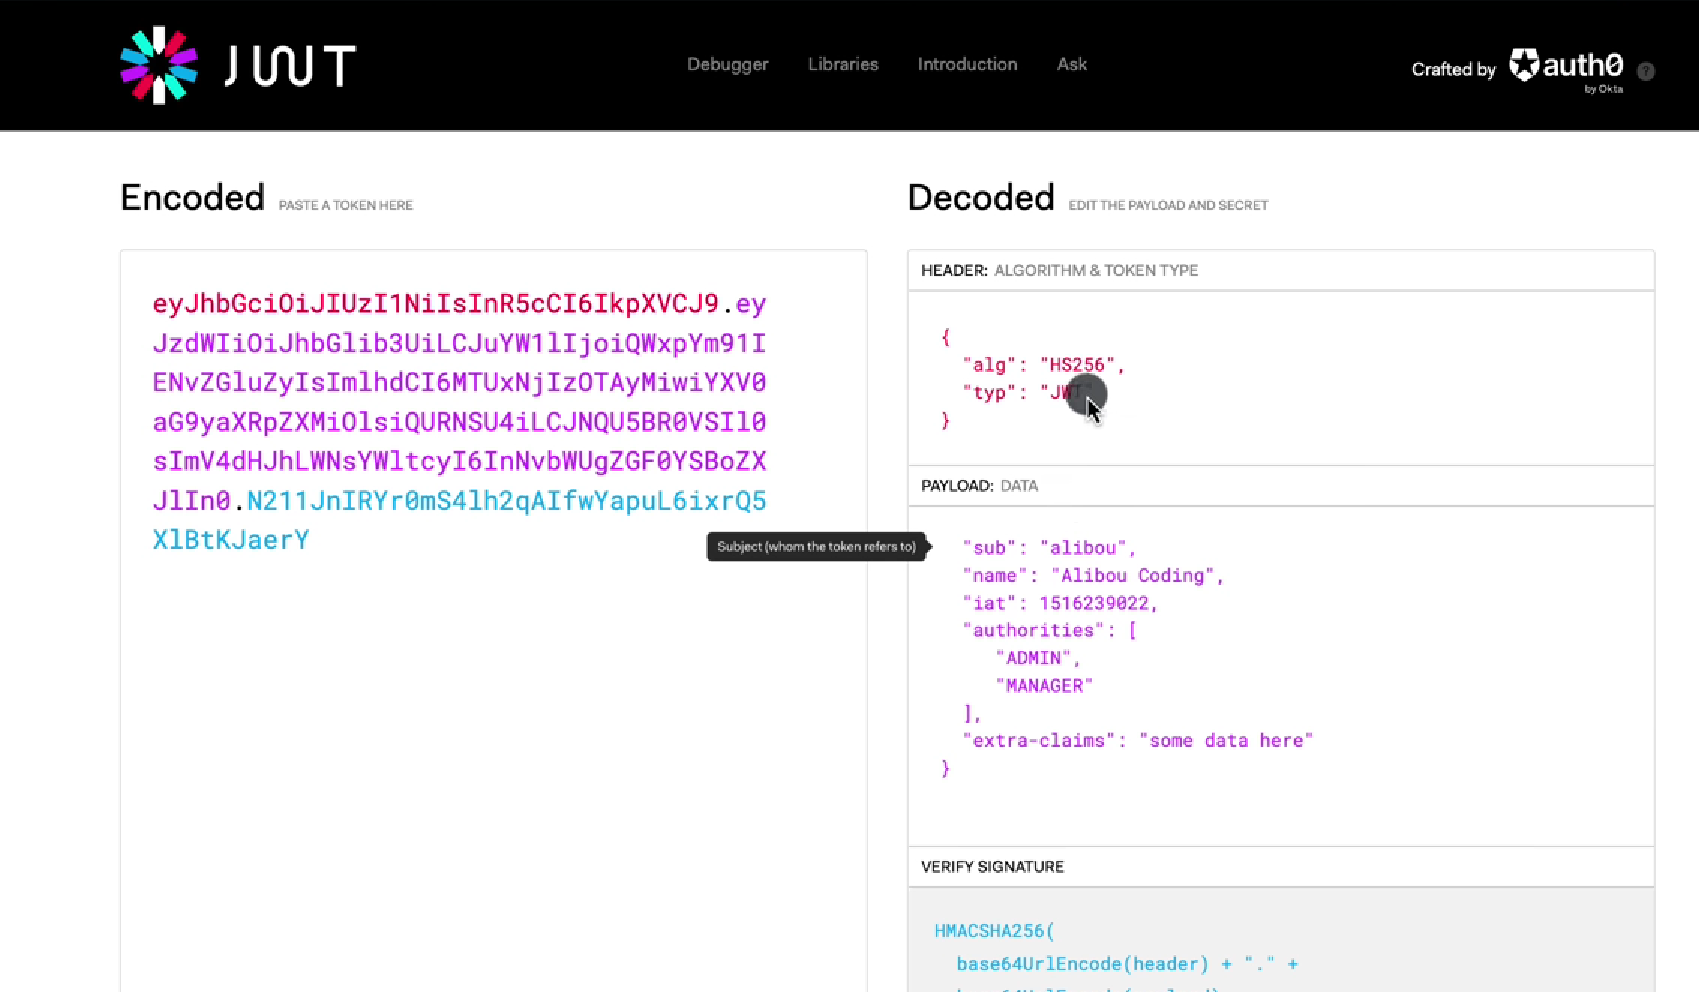 JWT
Debugger
Libraries
Introduction
Ask
Crafted by
auth0
by Okta
?
Encoded PASTE A TOKEN HERE
eyJhbGciOiJIUzI1NiIsInR5cCI6IkpXVCJ9.ey
JzdWIiOiJhbGlib3UiLCJuYW1lIjoiQWxpYm91I
ENvZGluZyIsImlhdCI6MTUxNjIzOTAyMiwiYXV0
aG9yaXRpZXMiOlsiQURNSU4iLCJNQU5BR0VSIl0
sImV4dHJhLWNsYWltcyI6InNvbWUgZGF0YSBoZX
JlIn0.N211JnIRYr0mS4lh2qAIfwYapuL6ixrQ5
XlBtKJaerY
Decoded EDIT THE PAYLOAD AND SECRET
HEADER: ALGORITHM & TOKEN TYPE
{
"alg": "HS256",
"typ": "JWT"
}
PAYLOAD: DATA
Subject (whom the token refers to)
"sub": "alibou",
"name": "Alibou Coding",
"iat": 1516239022,
"authorities": [
"ADMIN",
"MANAGER"
],
"extra-claims": "some data here"
}
VERIFY SIGNATURE
HMACSHA256(
base64UrlEncode(header) + "." +